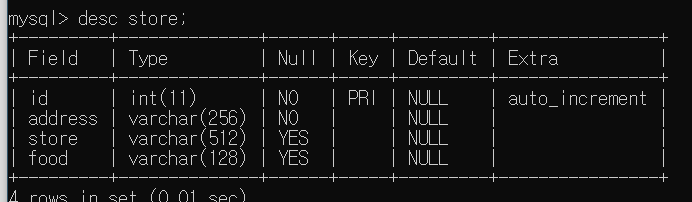 mysql> desc store;
+---------+--------------+------+-----+---------+----------------+
| Field   | Type         | Null | Key | Default | Extra          |
+---------+--------------+------+-----+---------+----------------+
| id      | int(11)      | NO   | PRI | NULL    | auto_increment |
| address | varchar(256) | NO   |     | NULL    |                |
| store   | varchar(512) | YES  |     | NULL    |                |
| food    | varchar(128) | YES  |     | NULL    |                |
+---------+--------------+------+-----+---------+----------------+
4 rows in set (0.01 sec)